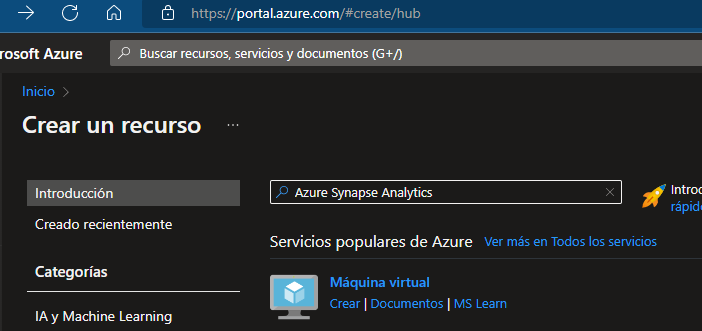 https://portal.azure.com/#create/hub
rosoft Azure
Buscar recursos, servicios y documentos (G+/)
Inicio >
Crear un recurso ...
Introducción
Creado recientemente
Categorías
IA y Machine Learning
Azure Synapse Analytics
Introd
rápido
Servicios populares de Azure Ver más en Todos los servicios
Máquina virtual
Crear | Documentos | MS Learn